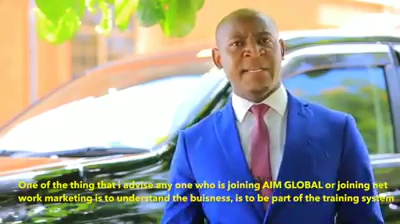 One of the thing that i advise any one who is joining AIM GLOBAL or joining net
work marketing is to understand the buisness, is to be part of the training system